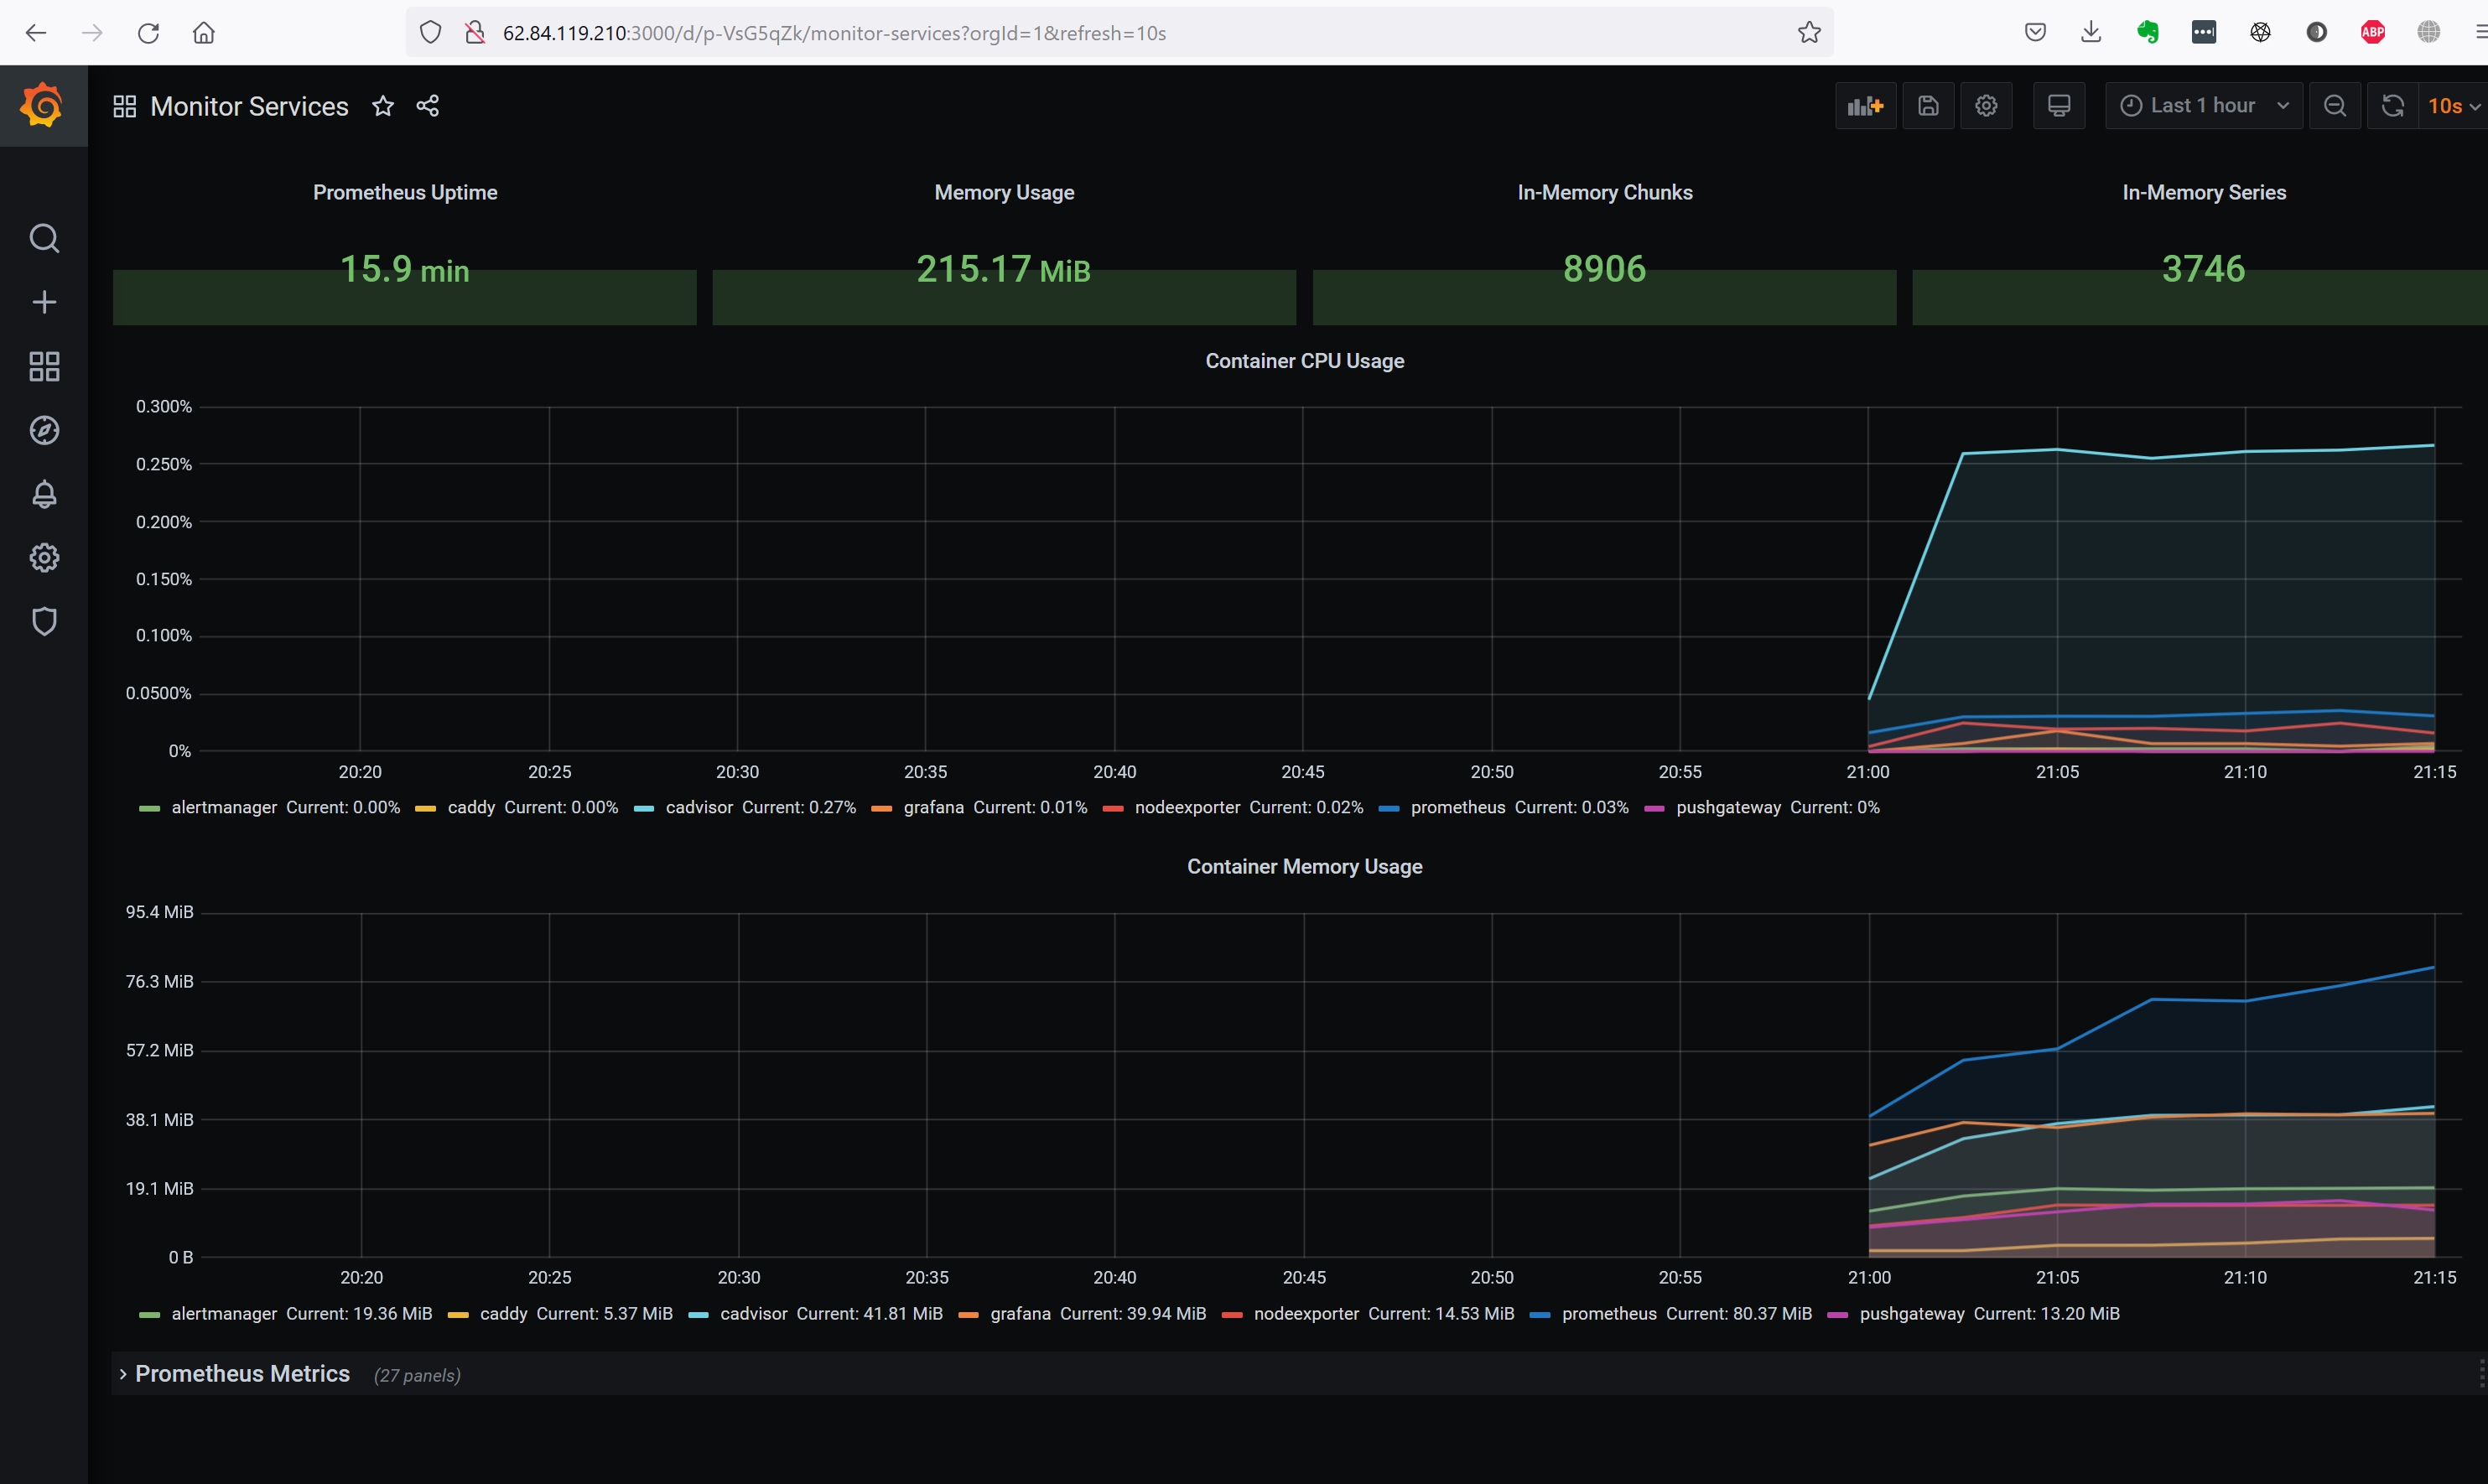 62.84.119.210:3000/d/p-VsG5qZk/monitor-services?orgId=1&refresh=10s
ABP
Monitor Services
Last 1 hour
10s
Prometheus Uptime
Memory Usage
In-Memory Chunks
In-Memory Series
15.9 min
215.17 MiB
8906
3746
Container CPU Usage
0.300%
0.250%
0.200%
0.150%
0.100%
0.0500%
0%
20:20 20:25 20:30 20:35 20:40 20:45 20:50 20:55 21:00 21:05 21:10 21:15
alertmanager Current: 0.00% caddy Current: 0.00% cadvisor Current: 0.27% grafana Current: 0.01% nodeexporter Current: 0.02% prometheus Current: 0.03% pushgateway Current: 0%
Container Memory Usage
95.4 MiB
76.3 MiB
57.2 MiB
38.1 MiB
19.1 MiB
0 B
20:20 20:25 20:30 20:35 20:40 20:45 20:50 20:55 21:00 21:05 21:10 21:15
alertmanager Current: 19.36 MiB caddy Current: 5.37 MiB cadvisor Current: 41.81 MiB grafana Current: 39.94 MiB nodeexporter Current: 14.53 MiB prometheus Current: 80.37 MiB pushgateway Current: 13.20 MiB
Prometheus Metrics (27 panels)